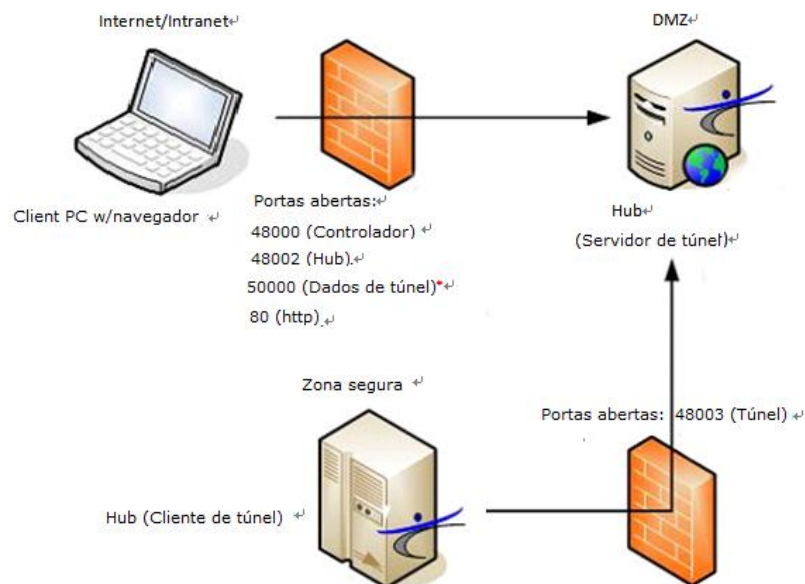 Internet/Intranet↵
DMZ↵
Client PC w/navegador ↵
Portas abertas:↵
48000 (Controlador) ↵
48002 (Hub).↵
50000 (Dados de túnel)*↵
80 (http).↵
Hub↵
(Servidor de túnel)↵
Zona segura ↵
Portas abertas: 48003 (Túnel) ↵
Hub (Cliente de túnel) ↵